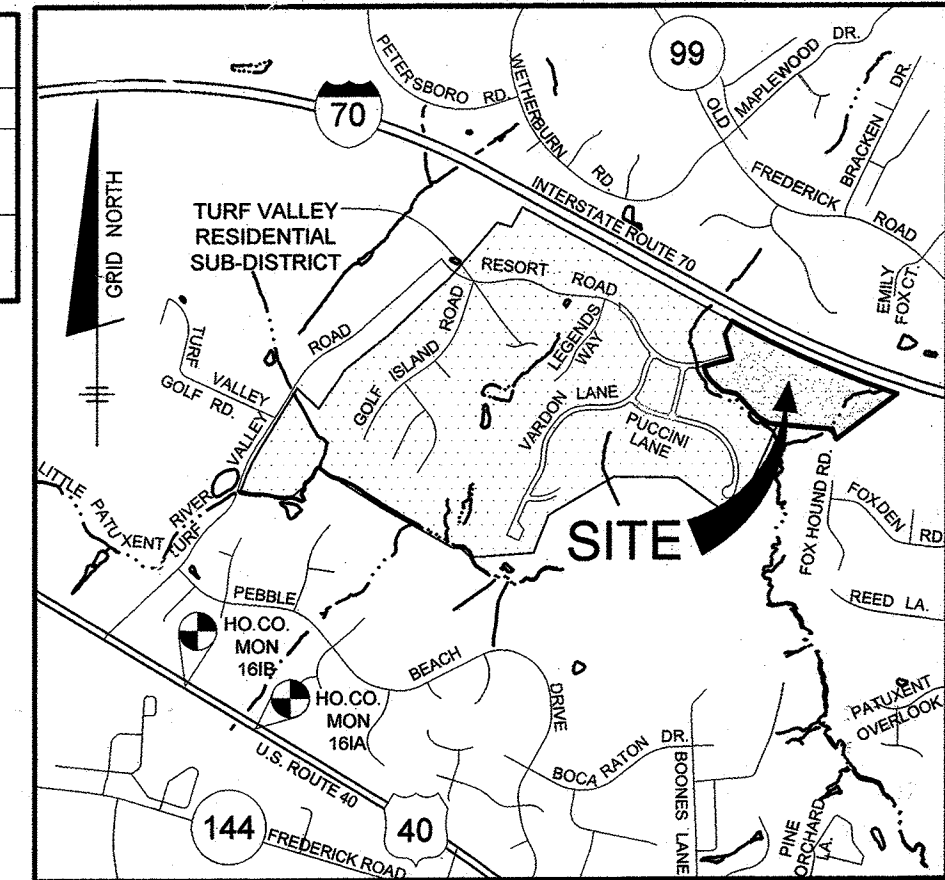 PETERSBORO RD.
WETHERBURN RD.
99
OLD
FREDERICK
ROAD
MAPLEWOOD DR.
BRACKEN DR.
70
INTERSTATE ROUTE 70
GRID NORTH
TURF VALLEY
RESIDENTIAL
SUB-DISTRICT
RESORT ROAD
EMILY
FOX CT.
ROAD
GOLF ISLAND ROAD
LEGENDS
WAY
TURF VALLEY
GOLF RD.
VALLEY
TURF
VARDON LANE
PUCCINI
LANE
SITE
LITTLE PATUXENT RIVER
FOX HOUND RD.
FOXDEN RD.
REED LA.
PEBBLE BEACH DRIVE
HO.CO.
MON
16IB
HO.CO.
MON
16IA
PATUXENT
OVERLOOK
U.S. ROUTE 40
BOCA RATON DR.
BOONES LANE
PINE
ORCHARD
LA.
144
FREDERICK ROAD
40